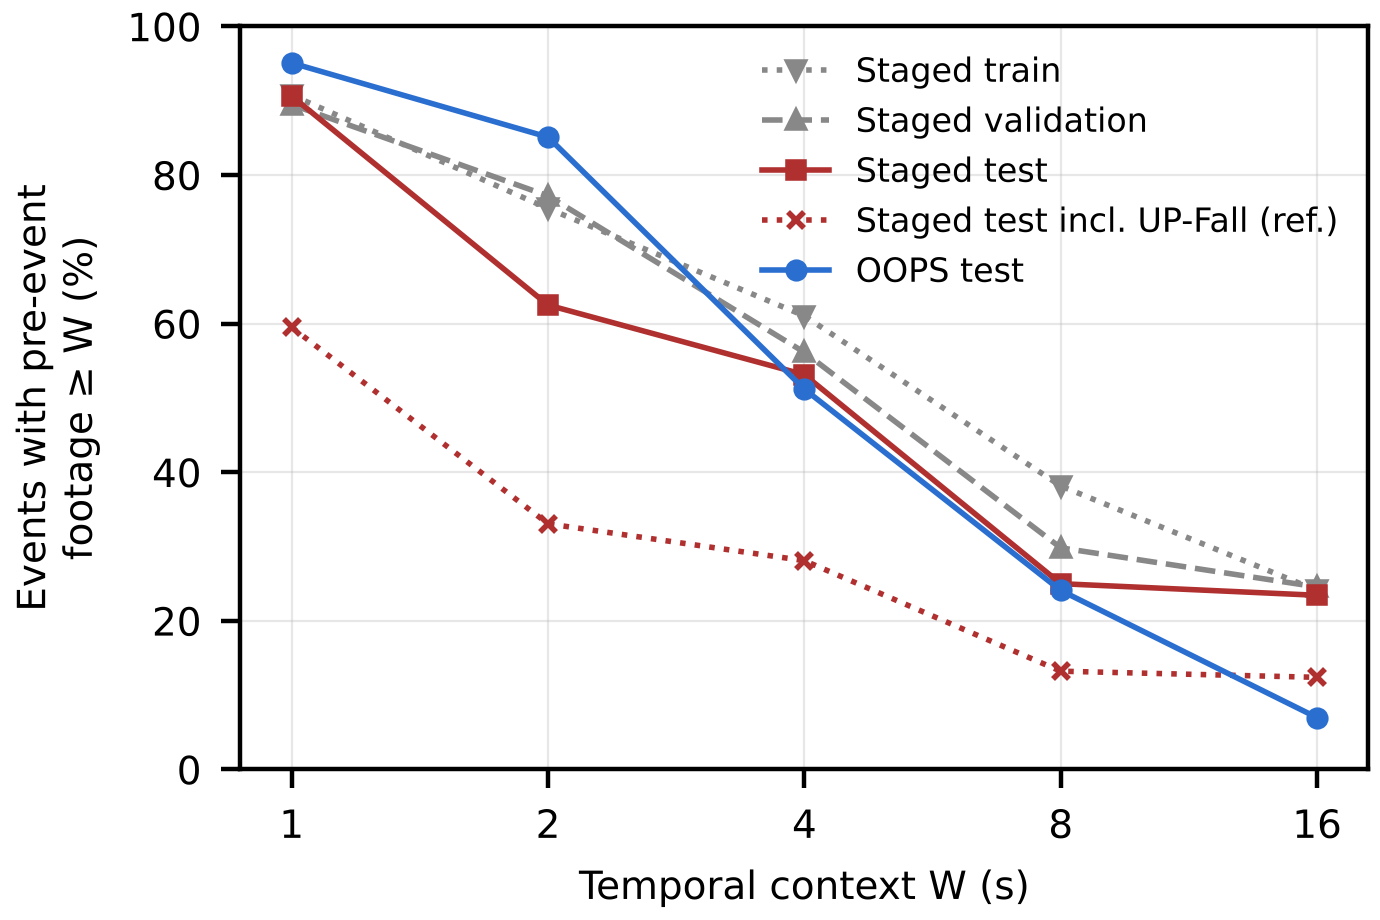 Events with pre-event
footage ≥ W (%)
100
80
60
40
20
0
Staged train
Staged validation
Staged test
Staged test incl. UP-Fall (ref.)
OOPS test
1 2 4 8 16
Temporal context W (s)